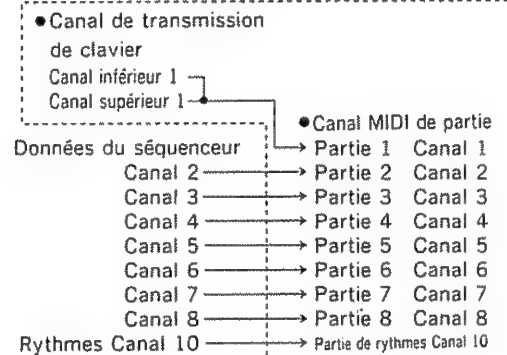 ●Canal de transmission
de clavier
Canal inférieur 1
Canal supérieur 1
●Canal MIDI de partie
Données du séquenceur
Partie 1 Canal 1
Canal 2 Partie 2 Canal 2
Canal 3 Partie 3 Canal 3
Canal 4 Partie 4 Canal 4
Canal 5 Partie 5 Canal 5
Canal 6 Partie 6 Canal 6
Canal 7 Partie 7 Canal 7
Canal 8 Partie 8 Canal 8
Rythmes Canal 10 Partie de rythmes Canal 10